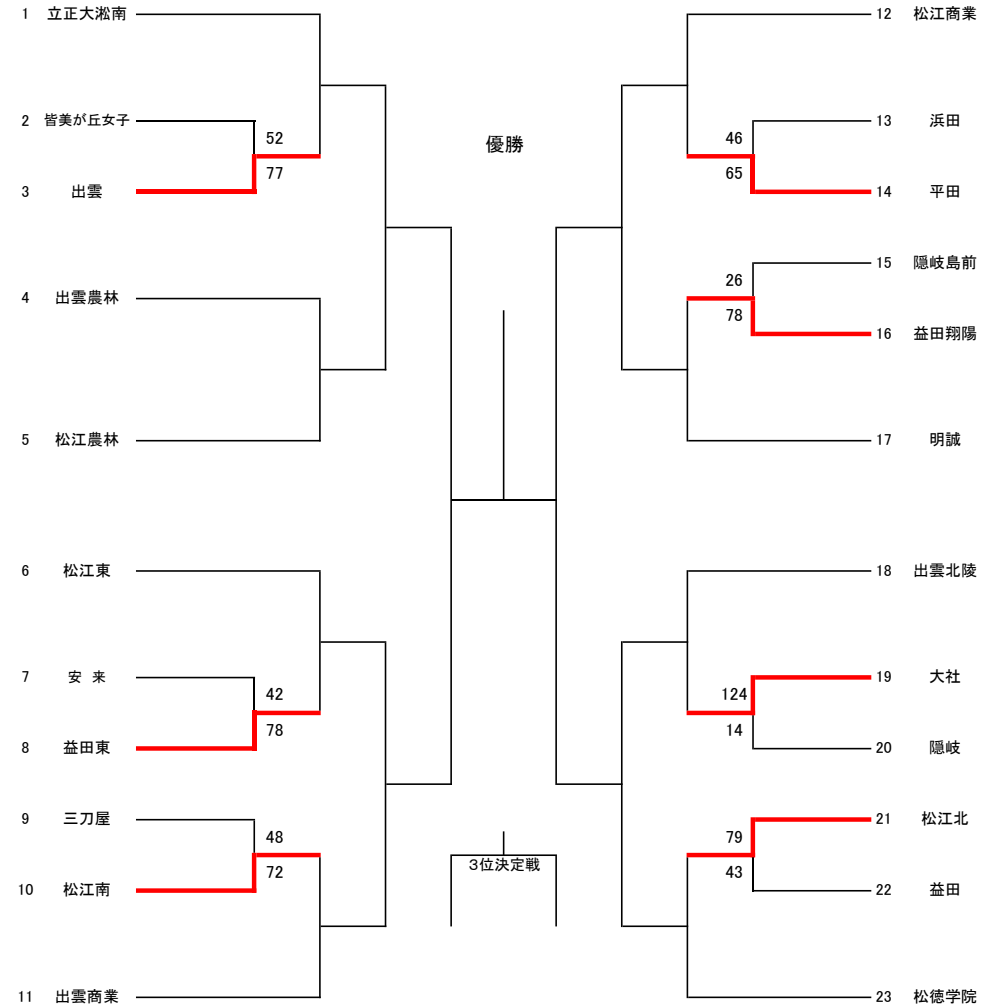 1 立正大淞南
2 皆美が丘女子
52
77
3 出雲
4 出雲農林
5 松江農林
6 松江東
7 安 来
42
78
8 益田東
9 三刀屋
48
72
10 松江南
11 出雲商業
優勝
3位決定戦
12 松江商業
13 浜田
46
65
14 平田
15 隠岐島前
26
78
16 益田翔陽
17 明誠
18 出雲北陵
19 大社
124
14
20 隠岐
21 松江北
79
43
22 益田
23 松徳学院